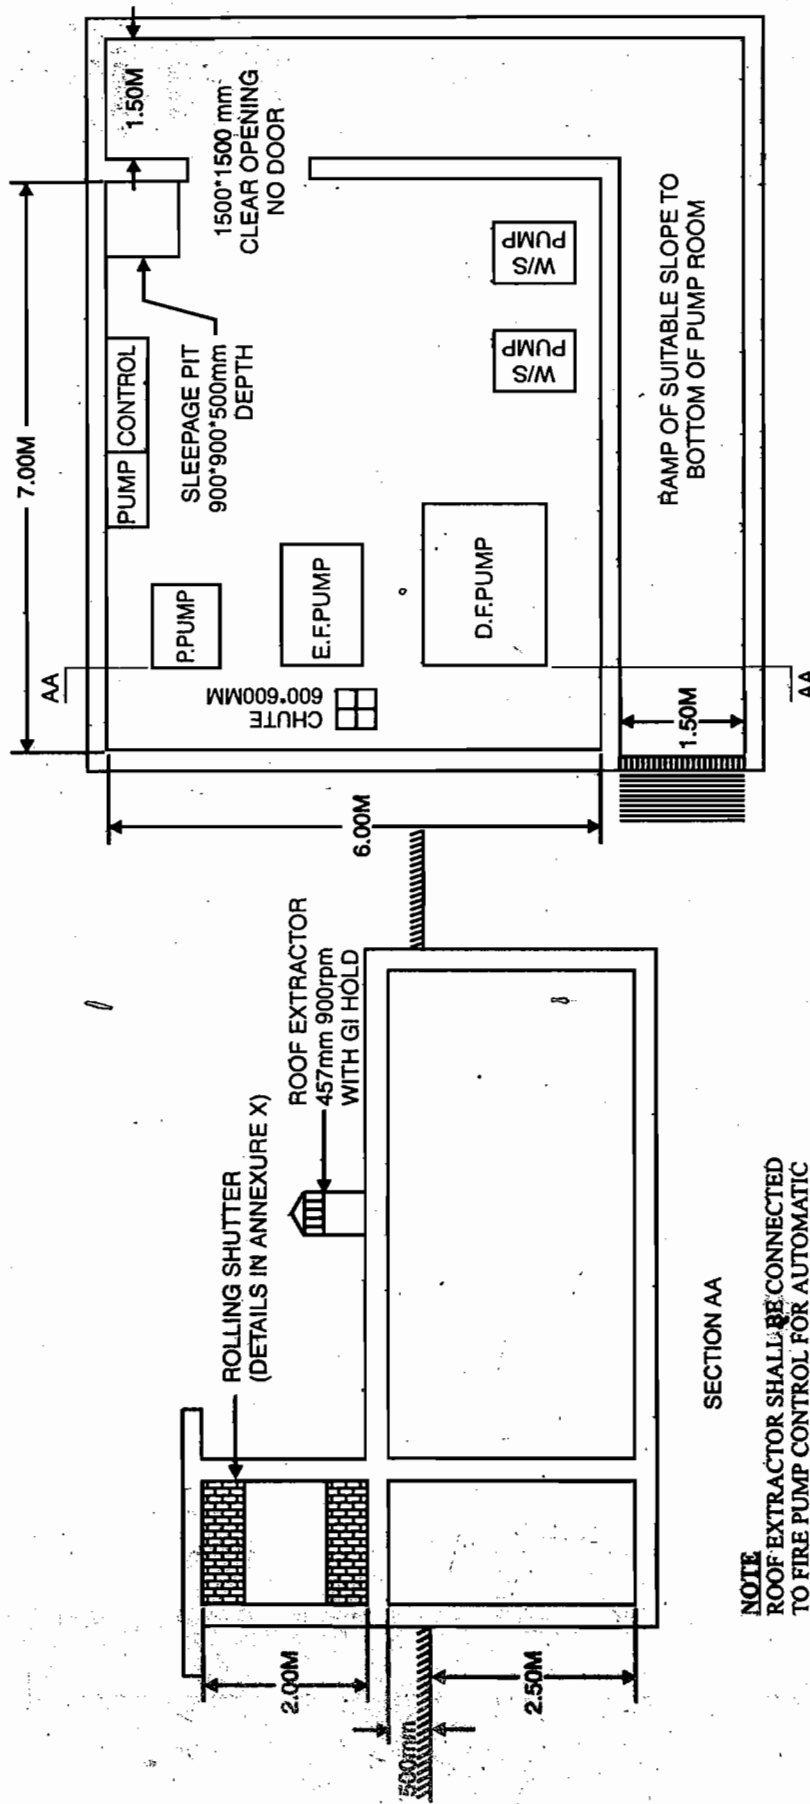 1.50M
7.00M
1500*1500 mm
CLEAR OPENING
NO DOOR
SLEEPAGE PIT
900*900*500mm
DEPTH
PUMP
CONTROL
P.PUMP
E.F.PUMP
D.F.PUMP
W/S
PUMP
W/S
PUMP
CHUTE
600*600MM
AA
AA
RAMP OF SUITABLE SLOPE TO
BOTTOM OF PUMP ROOM
1.50M
6.00M
ROOF EXTRACTOR
457mm 900rpm
WITH GI HOLD
ROLLING SHUTTER
(DETAILS IN ANNEXURE X)
2.00M
500mm
2.50M
SECTION AA
NOTE
ROOF EXTRACTOR SHALL BE CONNECTED
TO FIRE PUMP CONTROL FOR AUTOMATIC